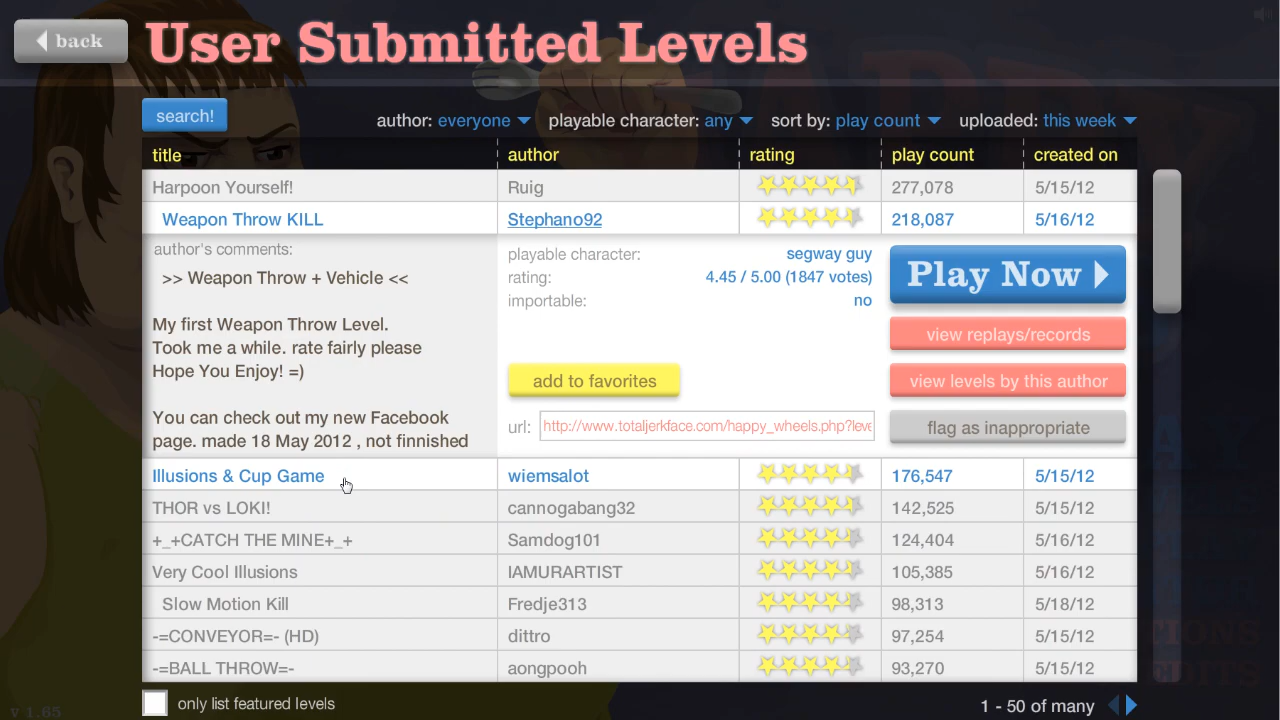 back
User Submitted Levels
search!
author: everyone playable character: any sort by: play count uploaded: this week
title author rating play count created on
Harpoon Yourself! Ruig 277,078 5/15/12
Weapon Throw KILL Stephano92 218,087 5/16/12
author's comments:
>> Weapon Throw + Vehicle <<
My first Weapon Throw Level.
Took me a while. rate fairly please
Hope You Enjoy! =)
You can check out my new Facebook
page. made 18 May 2012 , not finnished
playable character: segway guy
rating: 4.45 / 5.00 (1847 votes)
importable: no
add to favorites
url: http://www.totaljerkface.com/happy_wheels.php?leve
Play Now
view replays/records
view levels by this author
flag as inappropriate
Illusions & Cup Game wiemsalot 176,547 5/15/12
THOR vs LOKI! cannogabang32 142,525 5/15/12
+_+CATCH THE MINE+_+ Samdog101 124,404 5/16/12
Very Cool Illusions IAMURARTIST 105,385 5/16/12
Slow Motion Kill Fredje313 98,313 5/18/12
-=CONVEYOR=- (HD) dittro 97,254 5/15/12
-=BALL THROW=- aongpooh 93,270 5/15/12
only list featured levels
1 - 50 of many
v 1.65